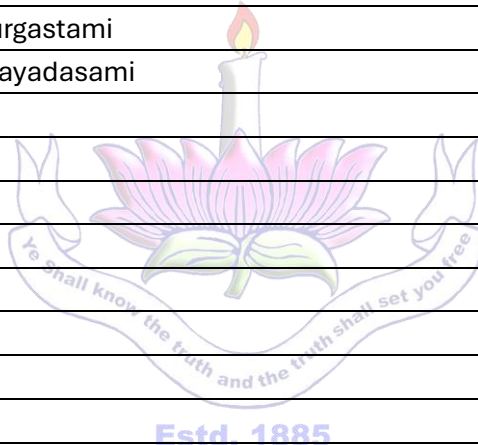 urgastami
ayadasami
Ye Shall know the truth and the truth shall set you free
Estd. 1885